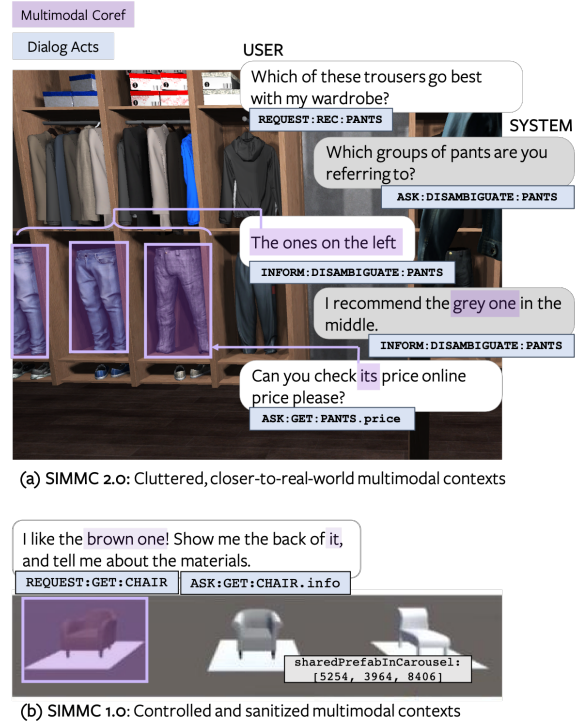 Multimodal Coref
Dialog Acts
USER
Which of these trousers go best
with my wardrobe?
REQUEST:REC:PANTS
SYSTEM
Which groups of pants are you
referring to?
ASK:DISAMBIGUATE:PANTS
The ones on the left
INFORM:DISAMBIGUATE:PANTS
I recommend the grey one in the
middle.
INFORM:DISAMBIGUATE:PANTS
Can you check its price online
price please?
ASK:GET:PANTS.price
(a) SIMMC 2.0: Cluttered, closer-to-real-world multimodal contexts
I like the brown one! Show me the back of it,
and tell me about the materials.
REQUEST:GET:CHAIR
ASK:GET:CHAIR.info
sharedPrefabInCarousel:
[5254, 3964, 8406]
(b) SIMMC 1.0: Controlled and sanitized multimodal contexts